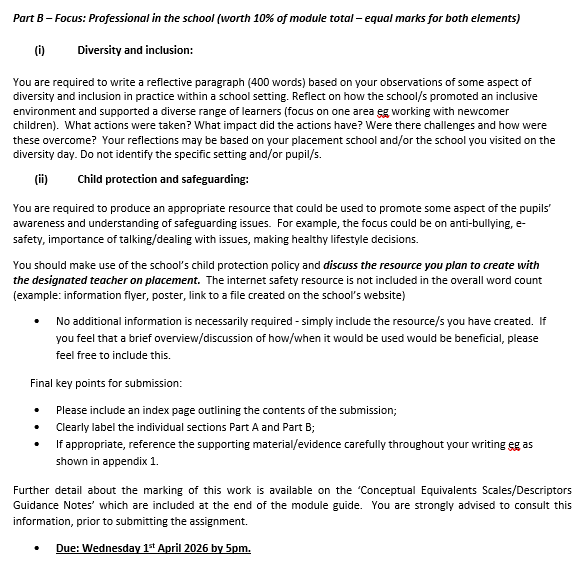 Part B – Focus: Professional in the school (worth 10% of module total – equal marks for both elements)
(i) Diversity and inclusion:
You are required to write a reflective paragraph (400 words) based on your observations of some aspect of
diversity and inclusion in practice within a school setting. Reflect on how the school/s promoted an inclusive
environment and supported a diverse range of learners (focus on one area eg working with newcomer
children). What actions were taken? What impact did the actions have? Were there challenges and how were
these overcome? Your reflections may be based on your placement school and/or the school you visited on the
diversity day. Do not identify the specific setting and/or pupil/s.
(ii) Child protection and safeguarding:
You are required to produce an appropriate resource that could be used to promote some aspect of the pupils’
awareness and understanding of safeguarding issues. For example, the focus could be on anti-bullying, e-
safety, importance of talking/dealing with issues, making healthy lifestyle decisions.
You should make use of the school’s child protection policy and discuss the resource you plan to create with
the designated teacher on placement. The internet safety resource is not included in the overall word count
(example: information flyer, poster, link to a file created on the school’s website)
• No additional information is necessarily required - simply include the resource/s you have created. If
you feel that a brief overview/discussion of how/when it would be used would be beneficial, please
feel free to include this.
Final key points for submission:
• Please include an index page outlining the contents of the submission;
• Clearly label the individual sections Part A and Part B;
• If appropriate, reference the supporting material/evidence carefully throughout your writing eg as
shown in appendix 1.
Further detail about the marking of this work is available on the ‘Conceptual Equivalents Scales/Descriptors
Guidance Notes’ which are included at the end of the module guide. You are strongly advised to consult this
information, prior to submitting the assignment.
• Due: Wednesday 1st April 2026 by 5pm.